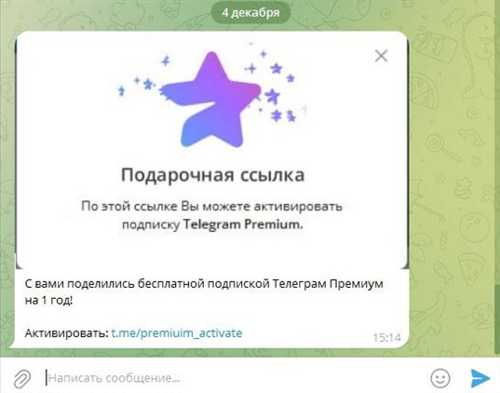 4 декабря
Подарочная ссылка
По этой ссылке Вы можете активировать
подписку Telegram Premium.
С вами поделились бесплатной подпиской Телеграм Премиум
на 1 год!
Активировать: t.me/premiuim_activate
15:14
Написать сообщение...